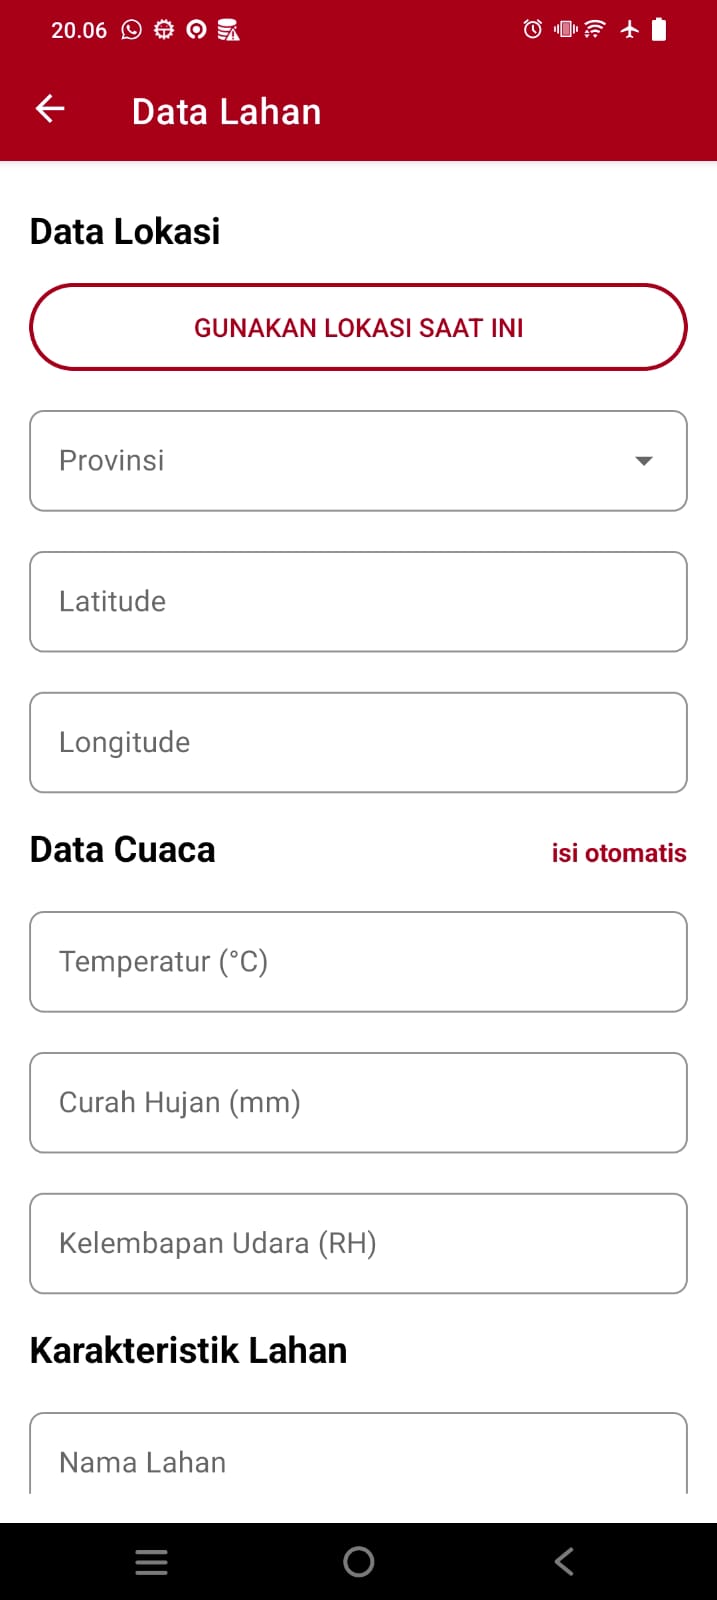 20.06
Data Lahan
Data Lokasi
GUNAKAN LOKASI SAAT INI
Provinsi
Latitude
Longitude
Data Cuaca
isi otomatis
Temperatur (°C)
Curah Hujan (mm)
Kelembapan Udara (RH)
Karakteristik Lahan
Nama Lahan